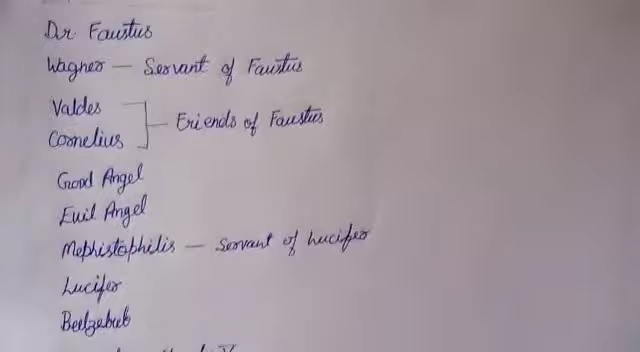 Dr. Faustus
Wagner — Servant of Faustus
Valdes
Cornelius
Friends of Faustus
Good Angel
Evil Angel
Mephistophilis — Servant of Lucifer
Lucifer
Beelzebub